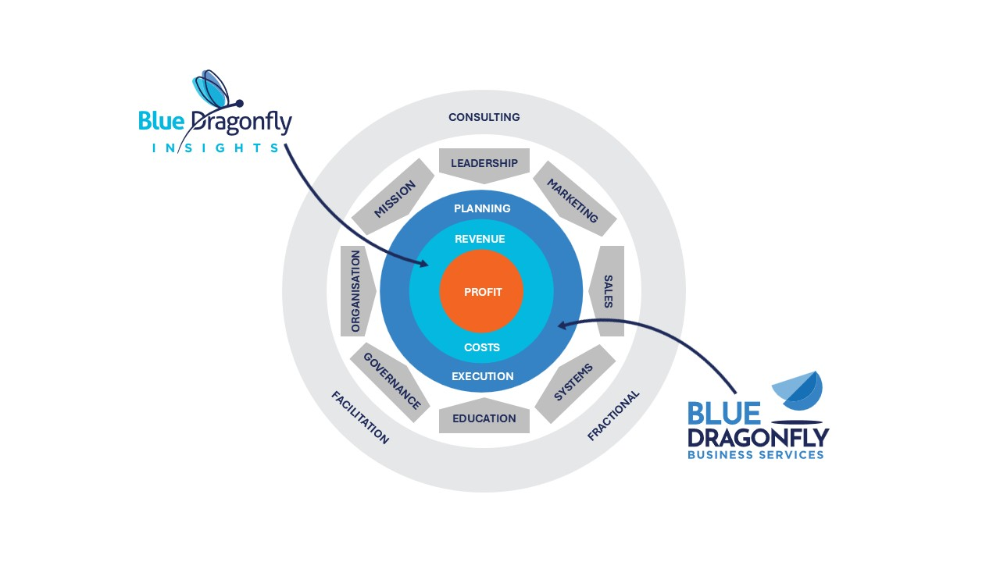 Blue Dragonfly
INSIGHTS
CONSULTING
LEADERSHIP
MISSION
MARKETING
PLANNING
REVENUE
PROFIT
ORGANISATION
SALES
COSTS
EXECUTION
GOVERNANCE
SYSTEMS
EDUCATION
FACILITATION
FRACTIONAL
BLUE
DRAGONFLY
BUSINESS SERVICES